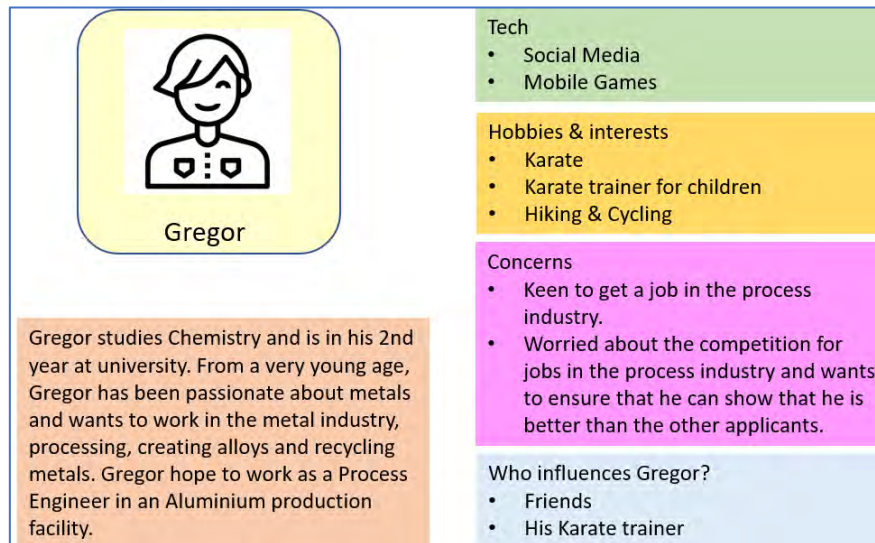 Gregor
Gregor studies Chemistry and is in his 2nd
year at university. From a very young age,
Gregor has been passionate about metals
and wants to work in the metal industry,
processing, creating alloys and recycling
metals. Gregor hope to work as a Process
Engineer in an Aluminium production
facility.
Tech
• Social Media
• Mobile Games
Hobbies & interests
• Karate
• Karate trainer for children
• Hiking & Cycling
Concerns
• Keen to get a job in the process
industry.
• Worried about the competition for
jobs in the process industry and wants
to ensure that he can show that he is
better than the other applicants.
Who influences Gregor?
• Friends
• His Karate trainer